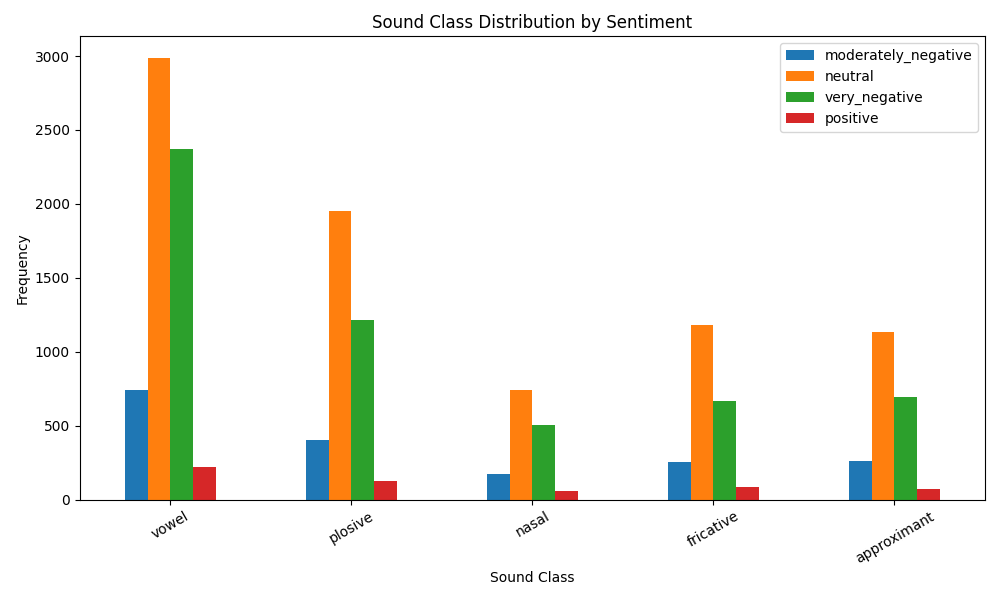 Sound Class Distribution by Sentiment
moderately_negative
neutral
very_negative
positive
3000
2500
2000
1500
1000
500
0
Frequency
vowel
plosive
nasal
fricative
approximant
Sound Class